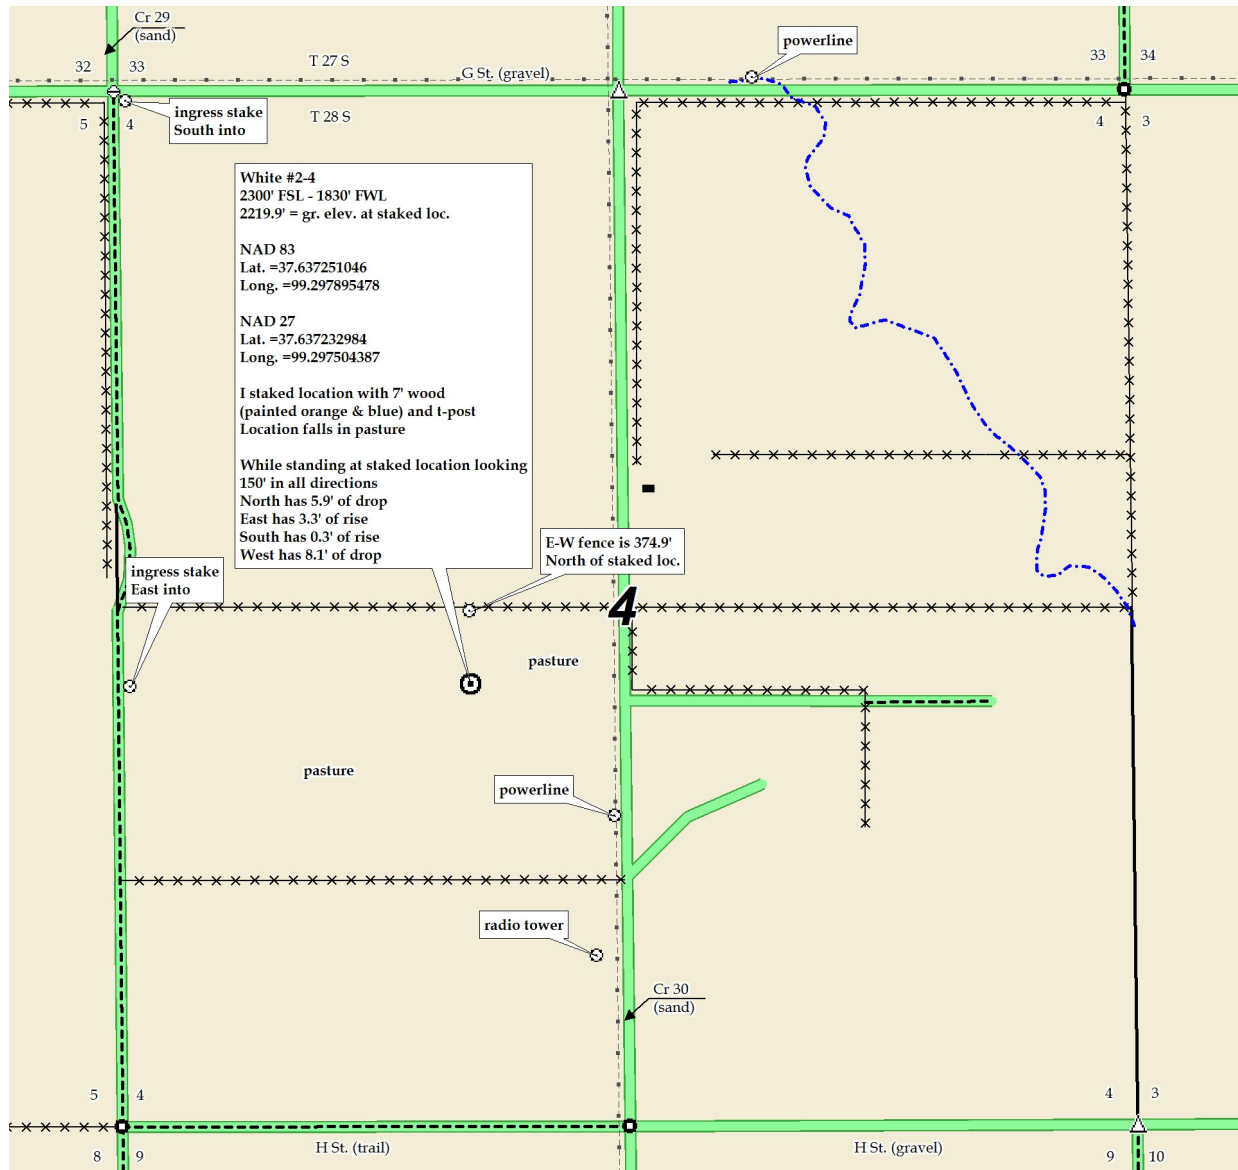 Cr 29
(sand)
32
33
T 27 S
G St. (gravel)
powerline
33
34
ingress stake
South into
5
4
T 28 S
4
3
White #2-4
2300' FSL - 1830' FWL
2219.9' = gr. elev. at staked loc.
NAD 83
Lat. =37.637251046
Long. =99.297895478
NAD 27
Lat. =37.637232984
Long. =99.297504387
I staked location with 7' wood
(painted orange & blue) and t-post
Location falls in pasture
While standing at staked location looking
150' in all directions
North has 5.9' of drop
East has 3.3' of rise
South has 0.3' of rise
West has 8.1' of drop
E-W fence is 374.9'
North of staked loc.
ingress stake
East into
4
pasture
pasture
powerline
radio tower
Cr 30
(sand)
5
4
4
3
H St. (trail)
H St. (gravel)
8
9
9
10